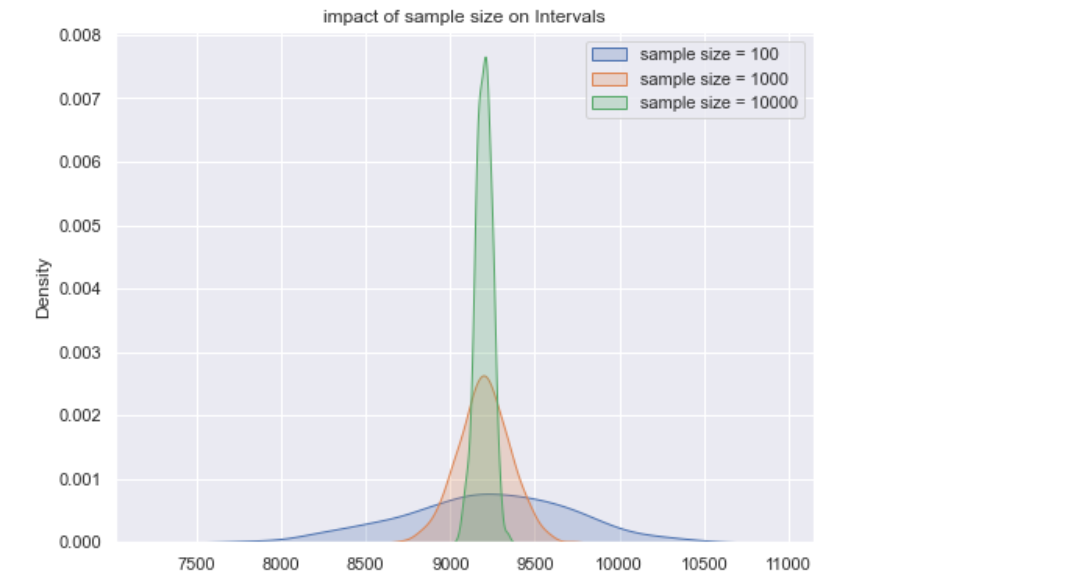 impact of sample size on Intervals
sample size = 100
sample size = 1000
sample size = 10000
Density
0.008
0.007
0.006
0.005
0.004
0.003
0.002
0.001
0.000
7500 8000 8500 9000 9500 10000 10500 11000